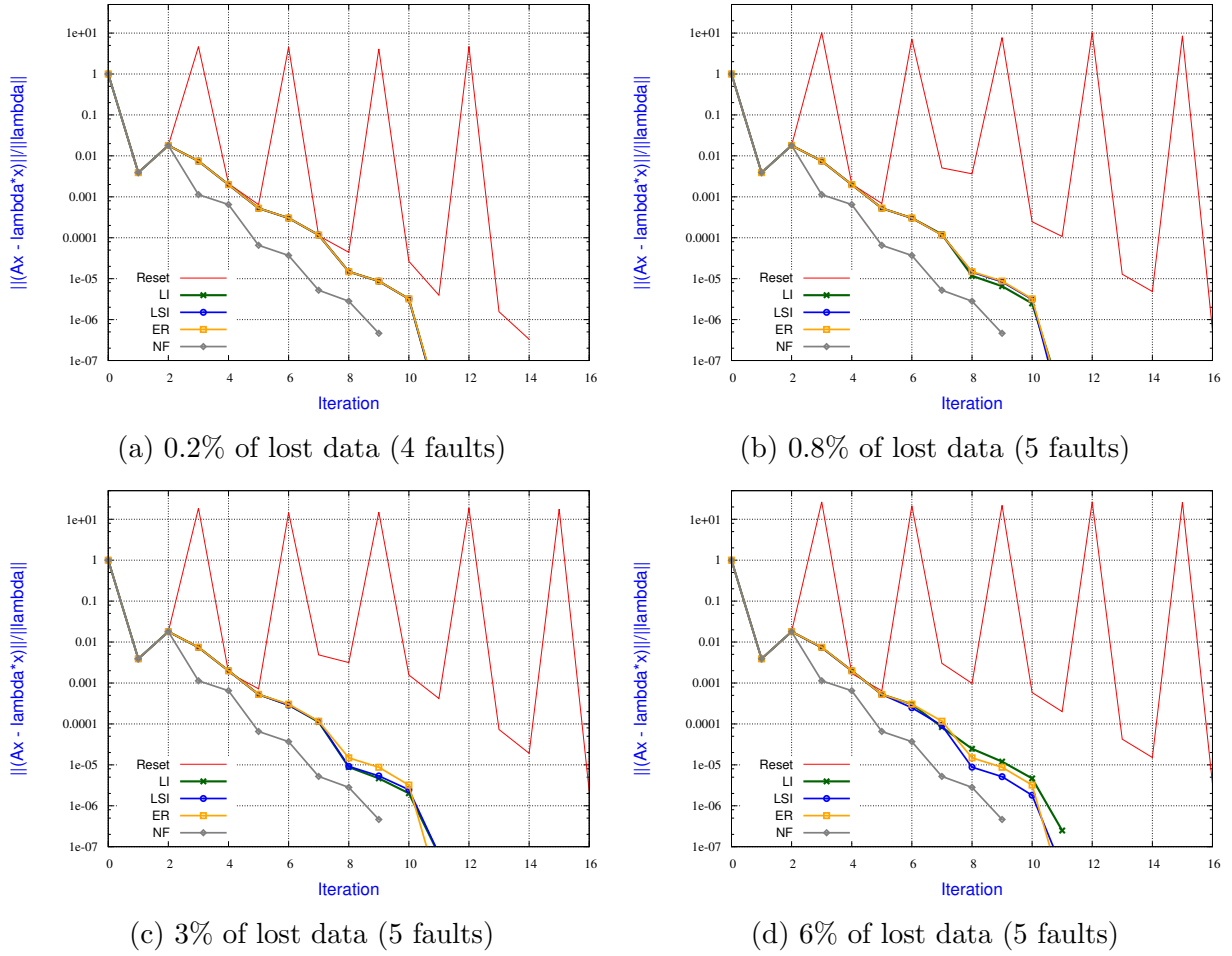 ||(Ax - lambda*x)||/||lambda||
1e+01
1
0.1
0.01
0.001
0.0001
1e-05
1e-06
1e-07
Reset
LI
LSI
ER
NF
0 2 4 6 8 10 12 14 16
Iteration
(a) 0.2% of lost data (4 faults)
||(Ax - lambda*x)||/||lambda||
1e+01
1
0.1
0.01
0.001
0.0001
1e-05
1e-06
1e-07
Reset
LI
LSI
ER
NF
0 2 4 6 8 10 12 14 16
Iteration
(b) 0.8% of lost data (5 faults)
||(Ax - lambda*x)||/||lambda||
1e+01
1
0.1
0.01
0.001
0.0001
1e-05
1e-06
1e-07
Reset
LI
LSI
ER
NF
0 2 4 6 8 10 12 14 16
Iteration
(c) 3% of lost data (5 faults)
||(Ax - lambda*x)||/||lambda||
1e+01
1
0.1
0.01
0.001
0.0001
1e-05
1e-06
1e-07
Reset
LI
LSI
ER
NF
0 2 4 6 8 10 12 14 16
Iteration
(d) 6% of lost data (5 faults)